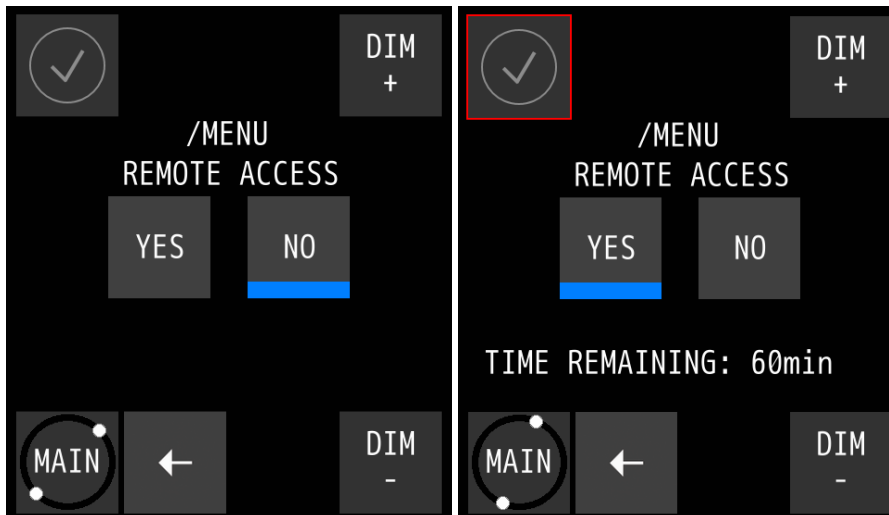 DIM
+
/MENU
REMOTE ACCESS
YES NO
MAIN ← DIM
-
DIM
+
/MENU
REMOTE ACCESS
YES NO
TIME REMAINING: 60min
MAIN ← DIM
-